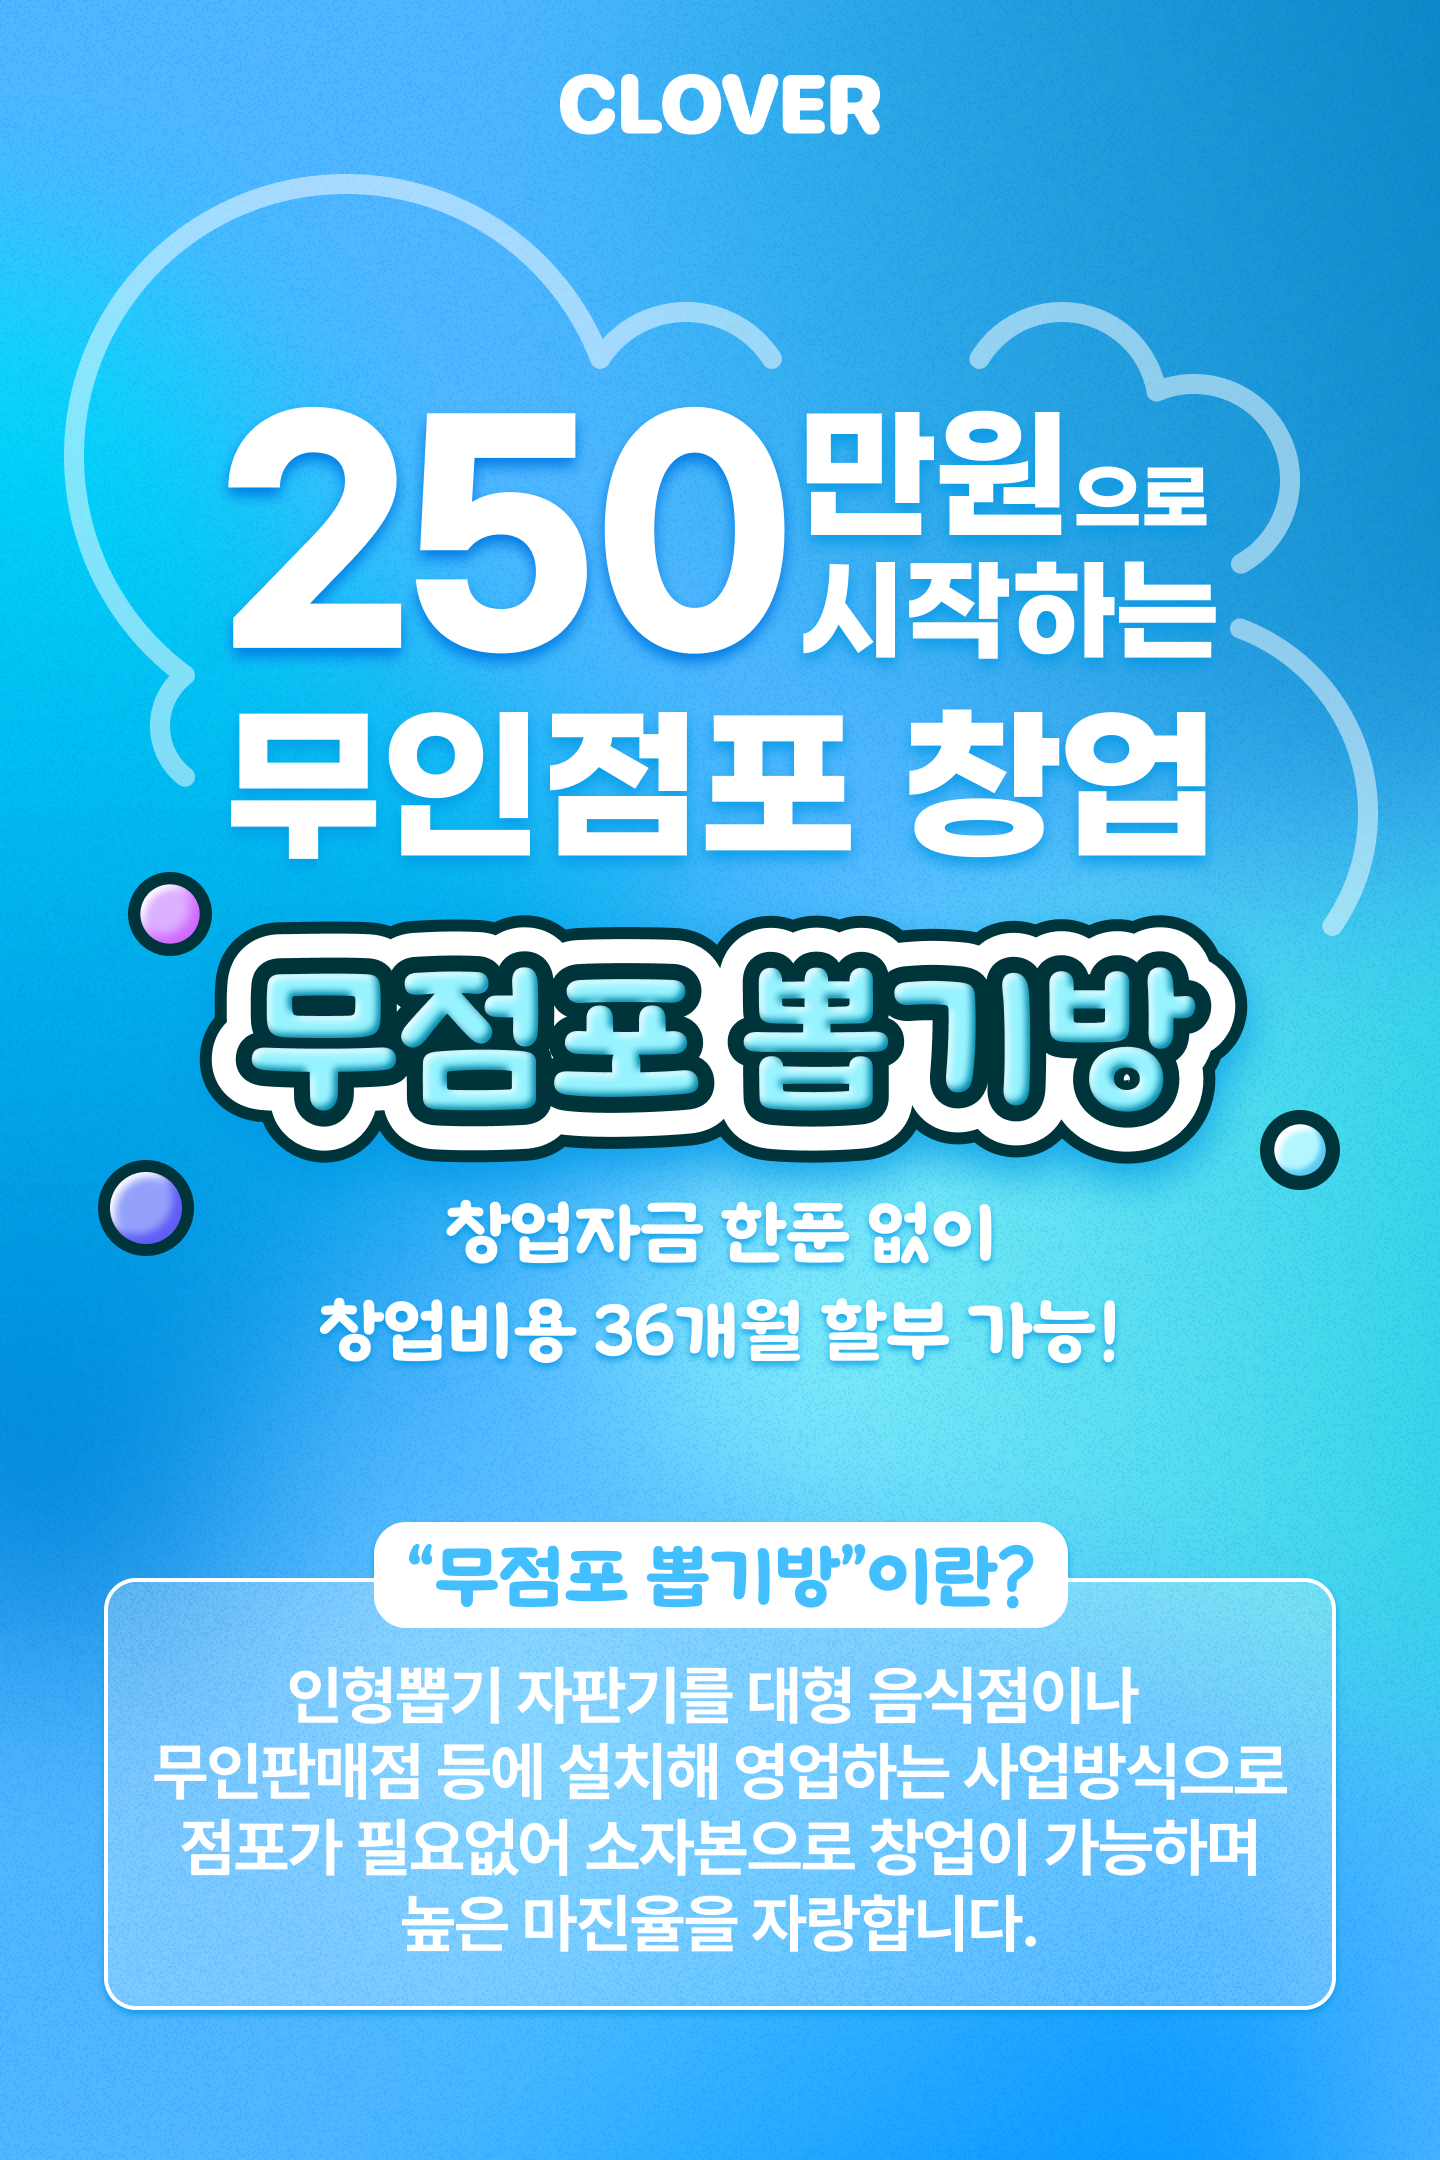 CLOVER
250만원으로
시작하는
무인점포 창업
무점포 뽑기방
창업자금 한푼 없이
창업비용 36개월 할부 가능!
“무점포 뽑기방”이란?
인형뽑기 자판기를 대형 음식점이나
무인판매점 등에 설치해 영업하는 사업방식으로
점포가 필요없어 소자본으로 창업이 가능하며
높은 마진율을 자랑합니다.